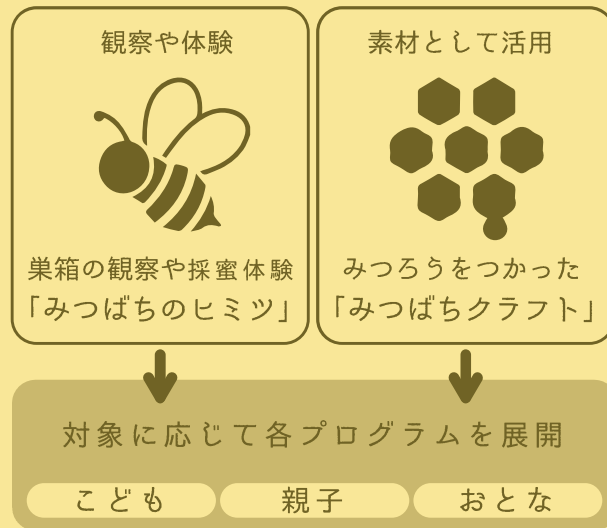 観察や体験
巣箱の観察や採蜜体験
「みつばちのヒミツ」
素材として活用
みつろうをつかった
「みつばちクラフト」
対象に応じて各プログラムを展開
こども
親子
おとな